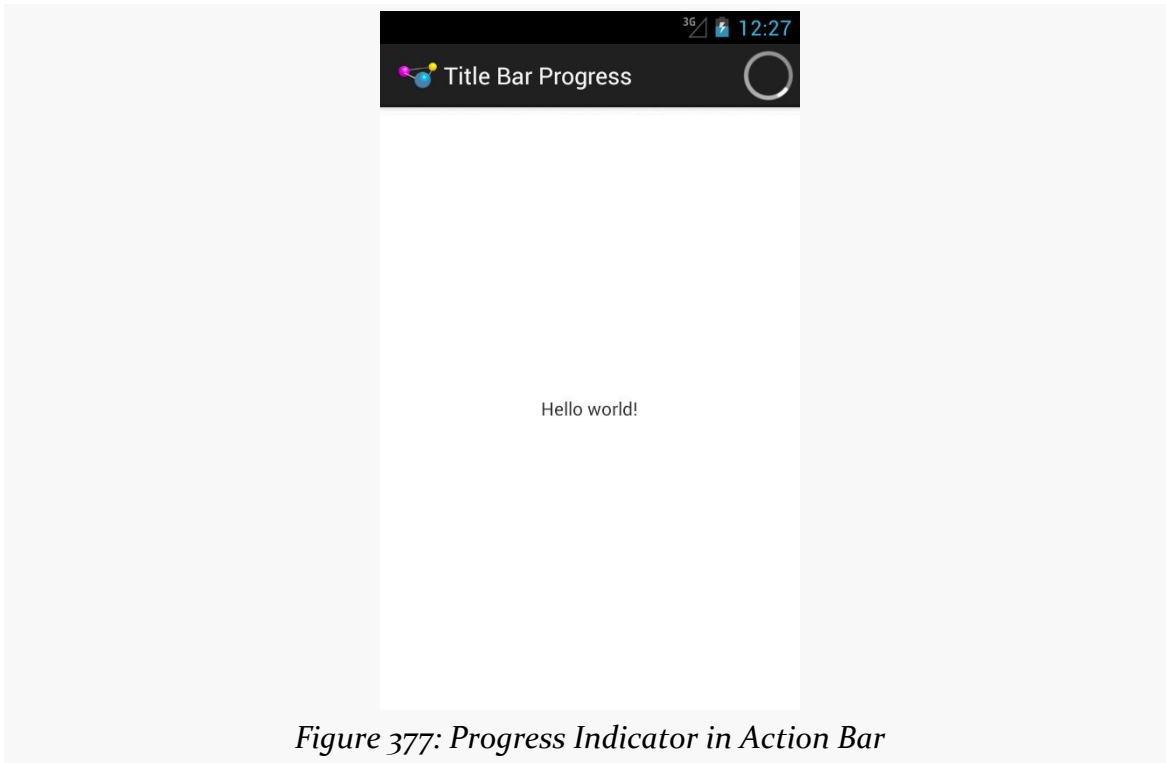 3G 12:27
Title Bar Progress
Hello world!
Figure 377: Progress Indicator in Action Bar